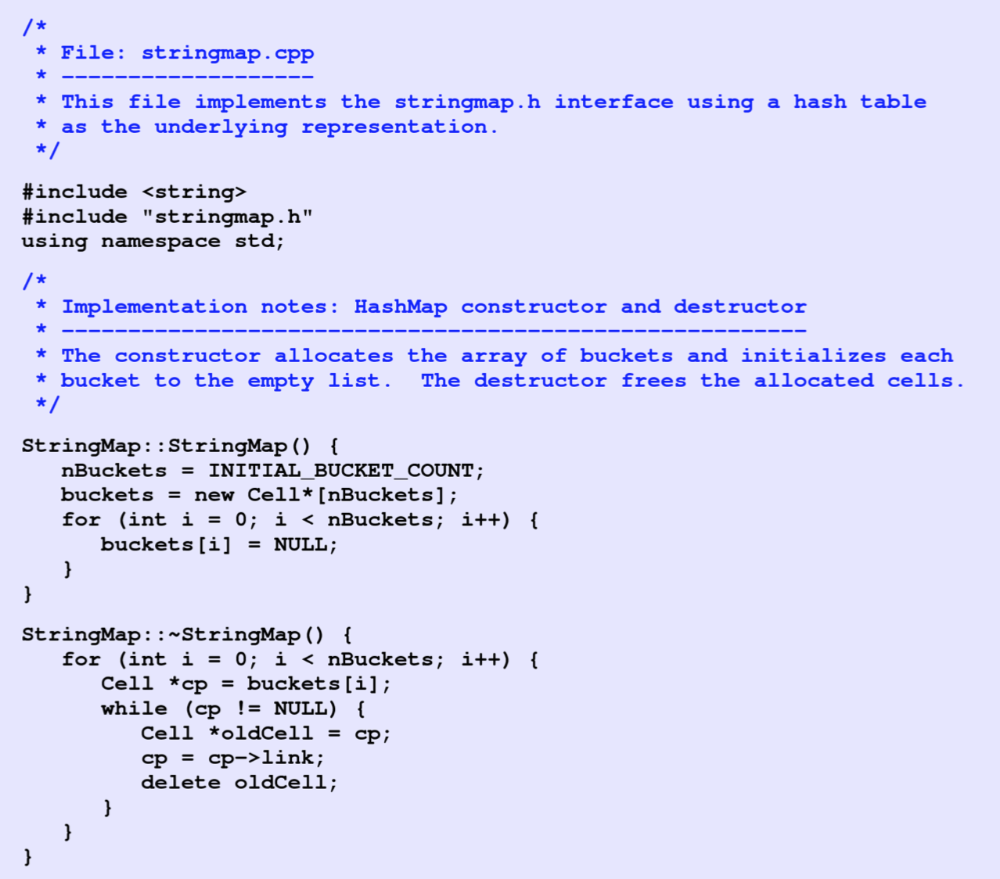 /*
 * File: stringmap.cpp
 * -------------------
 * This file implements the stringmap.h interface using a hash table
 * as the underlying representation.
 */
#include <string>
#include "stringmap.h"
using namespace std;
/*
 * Implementation notes: HashMap constructor and destructor
 * --------------------------------------------------------
 * The constructor allocates the array of buckets and initializes each
 * bucket to the empty list.  The destructor frees the allocated cells.
 */
StringMap::StringMap() {
   nBuckets = INITIAL_BUCKET_COUNT;
   buckets = new Cell*[nBuckets];
   for (int i = 0; i < nBuckets; i++) {
      buckets[i] = NULL;
   }
}
StringMap::~StringMap() {
   for (int i = 0; i < nBuckets; i++) {
      Cell *cp = buckets[i];
      while (cp != NULL) {
         Cell *oldCell = cp;
         cp = cp->link;
         delete oldCell;
      }
   }
}